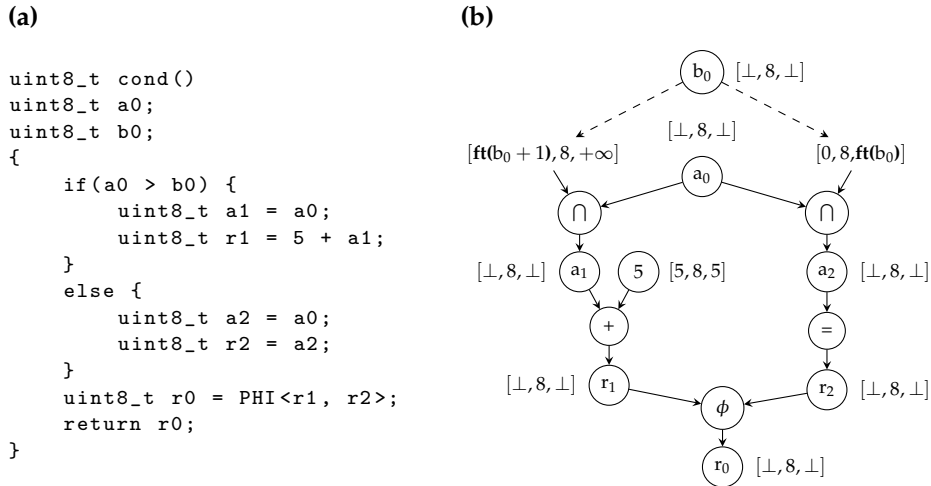 (a)
uint8_t cond()
uint8_t a0;
uint8_t b0;
{
    if(a0 > b0) {
        uint8_t a1 = a0;
        uint8_t r1 = 5 + a1;
    }
    else {
        uint8_t a2 = a0;
        uint8_t r2 = a2;
    }
    uint8_t r0 = PHI<r1, r2>;
    return r0;
}
(b)
b₀ [⊥, 8, ⊥]
[⊥, 8, ⊥]
[ft(b₀ + 1), 8, +∞] [0, 8, ft(b₀)]
a₀
⋂ ⋂
[⊥, 8, ⊥] a₁ 5 [5, 8, 5] a₂ [⊥, 8, ⊥]
+ =
[⊥, 8, ⊥] r₁ r₂ [⊥, 8, ⊥]
ϕ
r₀ [⊥, 8, ⊥]